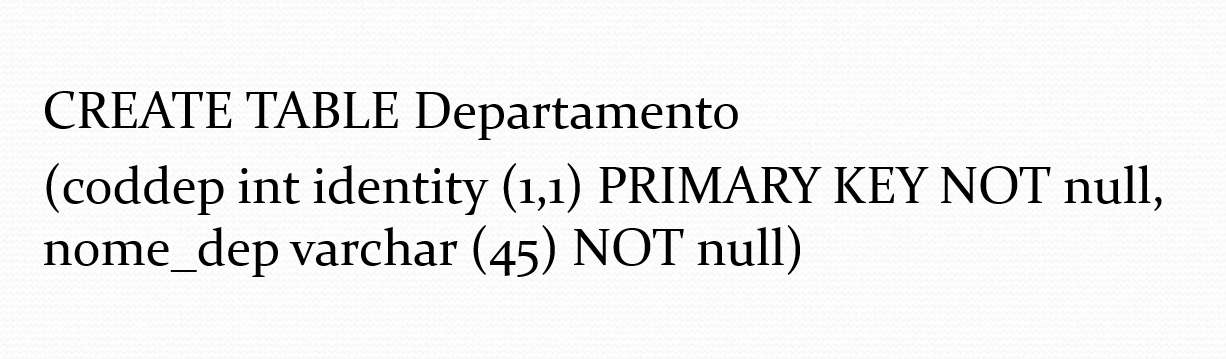 CREATE TABLE Departamento
(coddep int identity (1,1) PRIMARY KEY NOT null,
nome_dep varchar (45) NOT null)